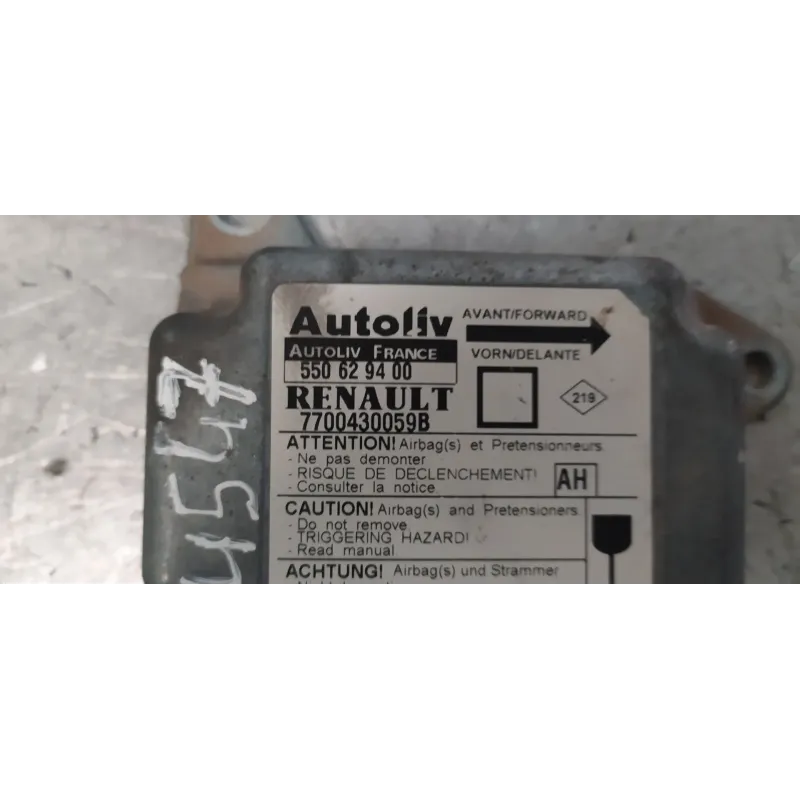 Autoliv
AVANT/FORWARD
AUTOLIV FRANCE
VORN/DELANTE
550 62 94 00
RENAULT
219
7700430059B
ATTENTION! Airbag(s) et Pretensionneurs
- Ne pas demonter
- RISQUE DE DECLENCHEMENT!
- Consulter la notice
AH
CAUTION! Airbag(s) and Pretensioners
- Do not remove
- TRIGGERING HAZARD!
- Read manual
ACHTUNG! Airbag(s) und Strammer
4547